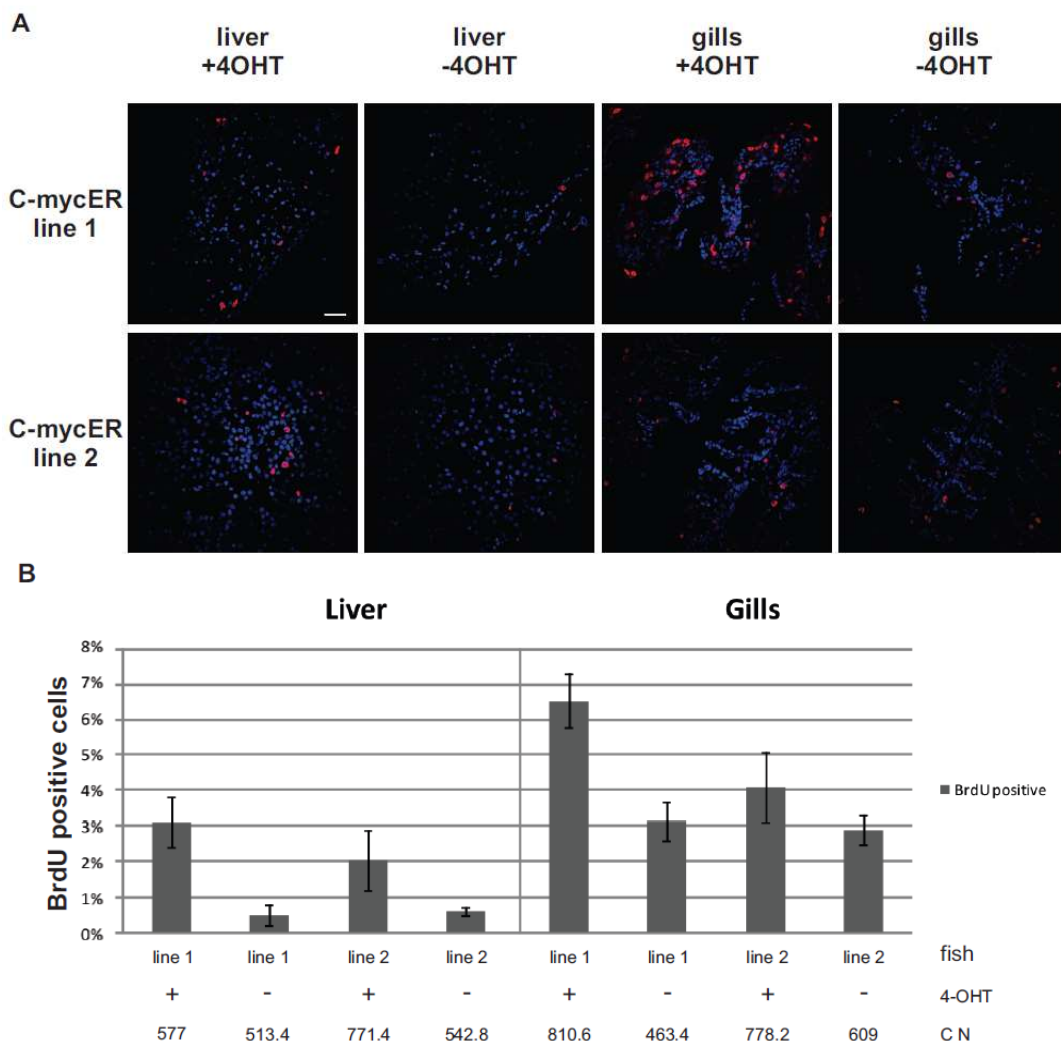 A
liver +4OHT
liver -4OHT
gills +4OHT
gills -4OHT
C-mycER line 1
C-mycER line 2
B
Liver
Gills
BrdU positive cells
8%
7%
6%
5%
4%
3%
2%
1%
0%
BrdU positive
line 1 line 1 line 2 line 2 line 1 line 1 line 2 line 2 fish
+ - + - + - + - 4-OHT
577 513.4 771.4 542.8 810.6 463.4 778.2 609 C N